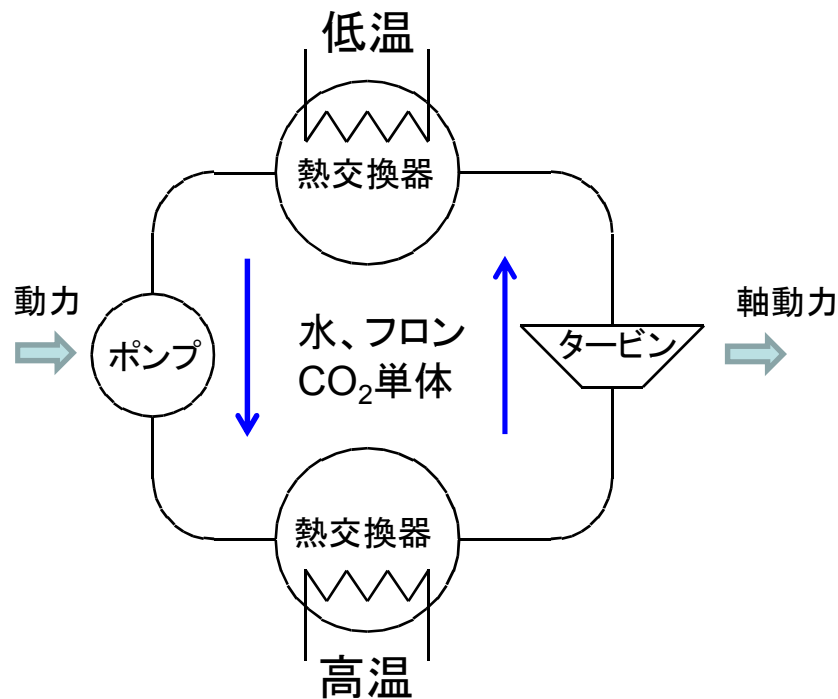 低温
熱交換器
動力
ポンプ
水、フロン
CO₂単体
タービン
軸動力
熱交換器
高温